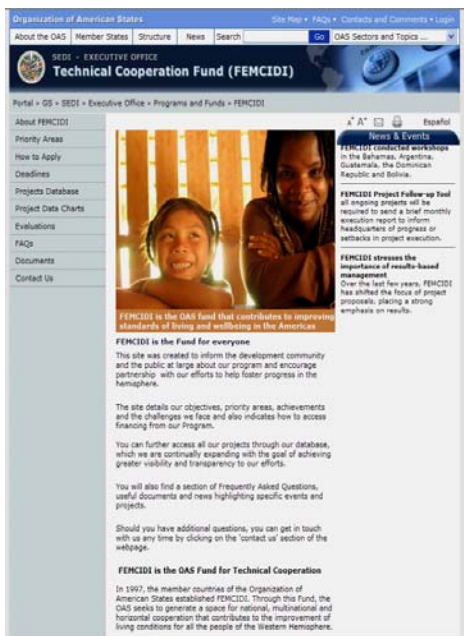 Organization of American States
Site Map • FAQs • Contacts and Comments • Login
About the OAS
Member States
Structure
News
Search
Go
OAS Sectors and Topics ...
SEDI - EXECUTIVE OFFICE
Technical Cooperation Fund (FEMCIDI)
Portal » GS » SEDI » Executive Office » Programs and Funds » FEMCIDI
About FEMCIDI
Priority Areas
How to Apply
Deadlines
Projects Database
Project Data Charts
Evaluations
FAQs
Documents
Contact Us
FEMCIDI is the OAS fund that contributes to improving
standards of living and wellbeing in the Americas
FEMCIDI is the Fund for everyone
This site was created to inform the development community
and the public at large about our program and encourage
partnership with our efforts to help foster progress in the
hemisphere.
The site details our objectives, priority areas, achievements
and the challenges we face and also indicates how to access
financing from our Program.
You can further access all our projects through our database,
which we are continually expanding with the goal of achieving
greater visibility and transparency to our efforts.
You will also find a section of Frequently Asked Questions,
useful documents and news highlighting specific events and
projects.
Should you have additional questions, you can get in touch
with us any time by clicking on the 'contact us' section of the
webpage.
FEMCIDI is the OAS Fund for Technical Cooperation
In 1997, the member countries of the Organization of
American States established FEMCIDI. Through this Fund, the
OAS seeks to generate a space for national, multinational and
horizontal cooperation that contributes to the improvement of
living conditions for all the people of the Western Hemisphere.
A A Español
News & Events
FEMCIDI conducted workshops
in the Bahamas, Argentina,
Guatemala, the Dominican
Republic and Bolivia.
FEMCIDI Project Follow-up Tool
all ongoing projects will be
required to send a brief monthly
execution report to inform
headquarters of progress or
setbacks in project execution.
FEMCIDI stresses the
importance of results-based
management
Over the last few years, FEMCIDI
has shifted the focus of project
proposals, placing a strong
emphasis on results.